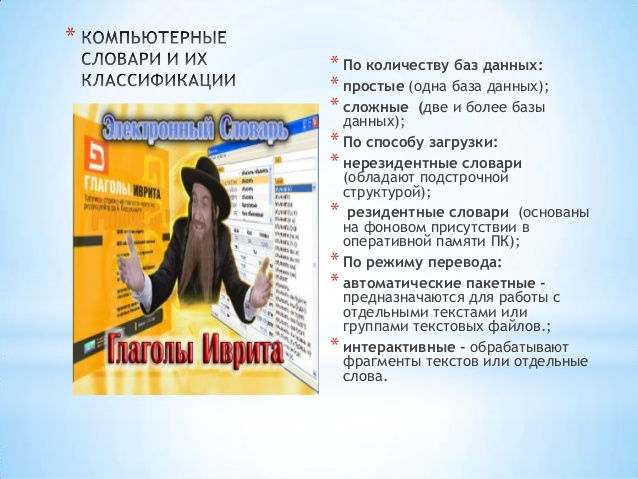 * КОМПЬЮТЕРНЫЕ
СЛОВАРИ И ИХ
КЛАССИФИКАЦИИ
Электронный Словарь
ГЛАГОЛЫ.ИВРИТА
Глаголы Иврита
* По количеству баз данных:
* простые (одна база данных);
* сложные (две и более базы
данных);
* По способу загрузки:
* нерезидентные словари
(обладают подстрочной
структурой);
* резидентные словари (основаны
на фоновом присутствии в
оперативной памяти ПК);
* По режиму перевода:
* автоматические пакетные -
предназначаются для работы с
отдельными текстами или
группами текстовых файлов.;
* интерактивные - обрабатывают
фрагменты текстов или отдельные
слова.